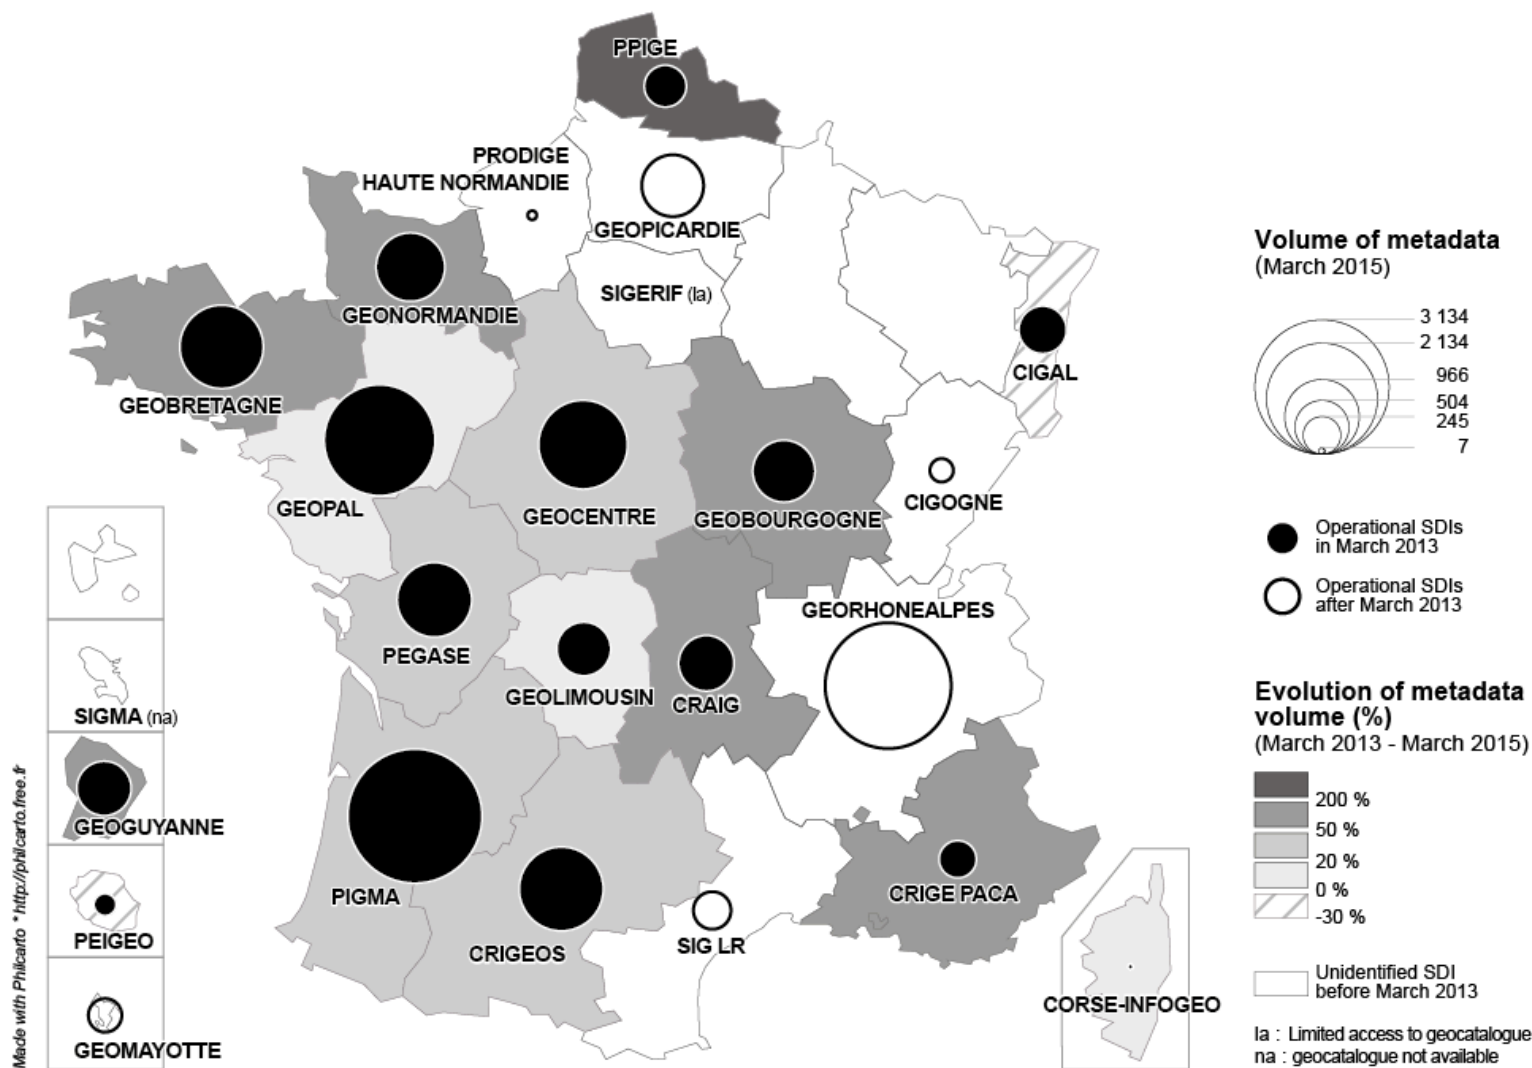 PPIGE
PRODIGE
HAUTE NORMANDIE
GEOPICARDIE
SIGERIF (la)
GEONORMANDIE
GEOBRETAGNE
CIGAL
GEOPAL
GEOCENTRE
GEOBOURGOGNE
CIGOGNE
PEGASE
GEOLIMOUSIN
CRAIG
GEORHONEALPES
PIGMA
CRIGEOS
SIG LR
CRIGE PACA
CORSE-INFOGEO
SIGMA (na)
GEOGUYANNE
PEIGEO
GEOMAYOTTE
Made with Philcarto * http://philcarto.free.fr
Volume of metadata
(March 2015)
3 134
2 134
966
504
245
7
Operational SDIs
in March 2013
Operational SDIs
after March 2013
Evolution of metadata
volume (%)
(March 2013 - March 2015)
200 %
50 %
20 %
0 %
-30 %
Unidentified SDI
before March 2013
la : Limited access to geocatalogue
na : geocatalogue not available